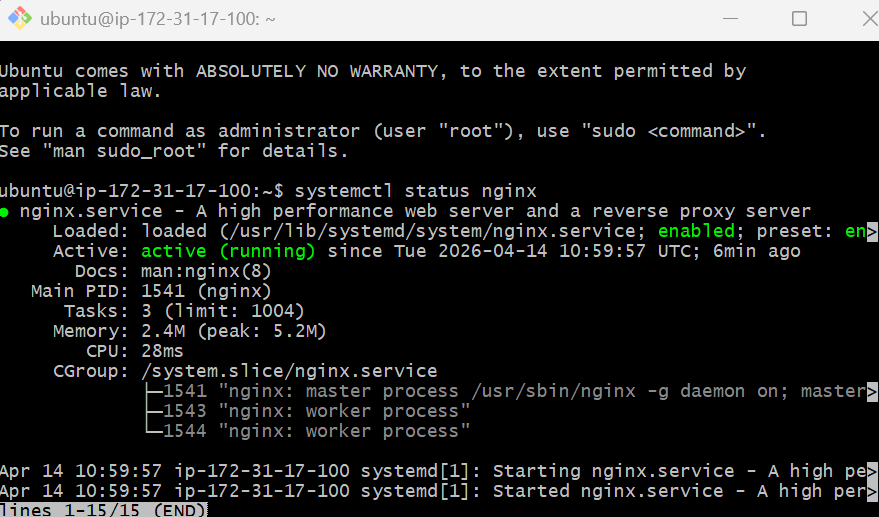 ubuntu@ip-172-31-17-100: ~
Ubuntu comes with ABSOLUTELY NO WARRANTY, to the extent permitted by
applicable law.
To run a command as administrator (user "root"), use "sudo <command>".
See "man sudo_root" for details.
ubuntu@ip-172-31-17-100:~$ systemctl status nginx
● nginx.service - A high performance web server and a reverse proxy server
     Loaded: loaded (/usr/lib/systemd/system/nginx.service; enabled; preset: en>
     Active: active (running) since Tue 2026-04-14 10:59:57 UTC; 6min ago
       Docs: man:nginx(8)
   Main PID: 1541 (nginx)
      Tasks: 3 (limit: 1004)
     Memory: 2.4M (peak: 5.2M)
        CPU: 28ms
     CGroup: /system.slice/nginx.service
             ├─1541 "nginx: master process /usr/sbin/nginx -g daemon on; master>
             ├─1543 "nginx: worker process"
             └─1544 "nginx: worker process"
Apr 14 10:59:57 ip-172-31-17-100 systemd[1]: Starting nginx.service - A high pe>
Apr 14 10:59:57 ip-172-31-17-100 systemd[1]: Started nginx.service - A high per>
lines 1-15/15 (END)